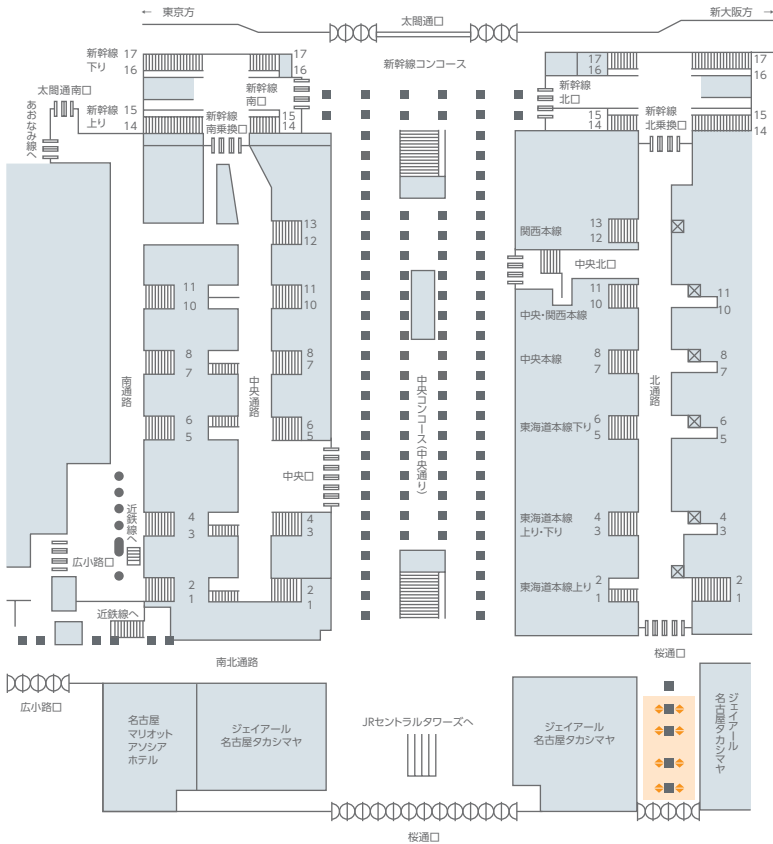 ← 東京方
太閤通口
新大阪方 →
新幹線
下り
17
16
17
16
新幹線コンコース
17
16
17
16
太閤通南口
新幹線
南口
新幹線
北口
あおなみ線へ
新幹線
上り
15
14
新幹線
南乗換口
15
14
15
14
新幹線
北乗換口
15
14
13
12
関西本線
13
12
中央北口
11
10
11
10
中央・関西本線
11
10
11
10
8
7
8
7
中央本線
8
7
8
7
南通路
中央通路
中央コンコース(中央通り)
北通路
6
5
6
5
東海道本線下り
6
5
6
5
中央口
近鉄線へ
4
3
4
3
東海道本線
上り・下り
4
3
4
3
広小路口
2
1
2
1
東海道本線上り
2
1
2
1
近鉄線へ
南北通路
桜通口
広小路口
名古屋
マリオット
アソシア
ホテル
ジェイアール
名古屋タカシマヤ
JRセントラルタワーズへ
ジェイアール
名古屋タカシマヤ
ジェイアール
名古屋タカシマヤ
桜通口